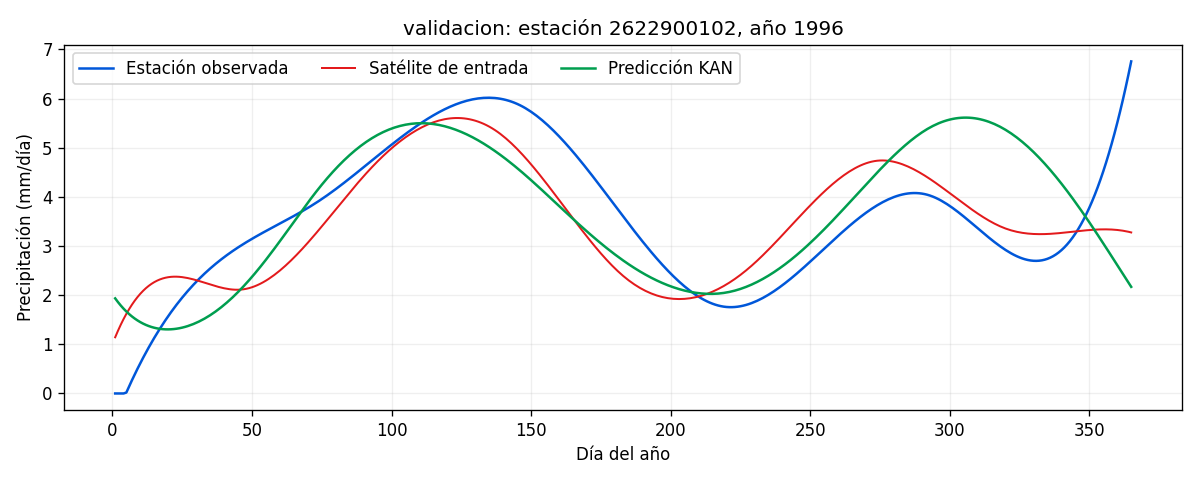 validacion: estación 2622900102, año 1996
Estación observada
Satélite de entrada
Predicción KAN
Precipitación (mm/día)
7
6
5
4
3
2
1
0
0 50 100 150 200 250 300 350
Día del año